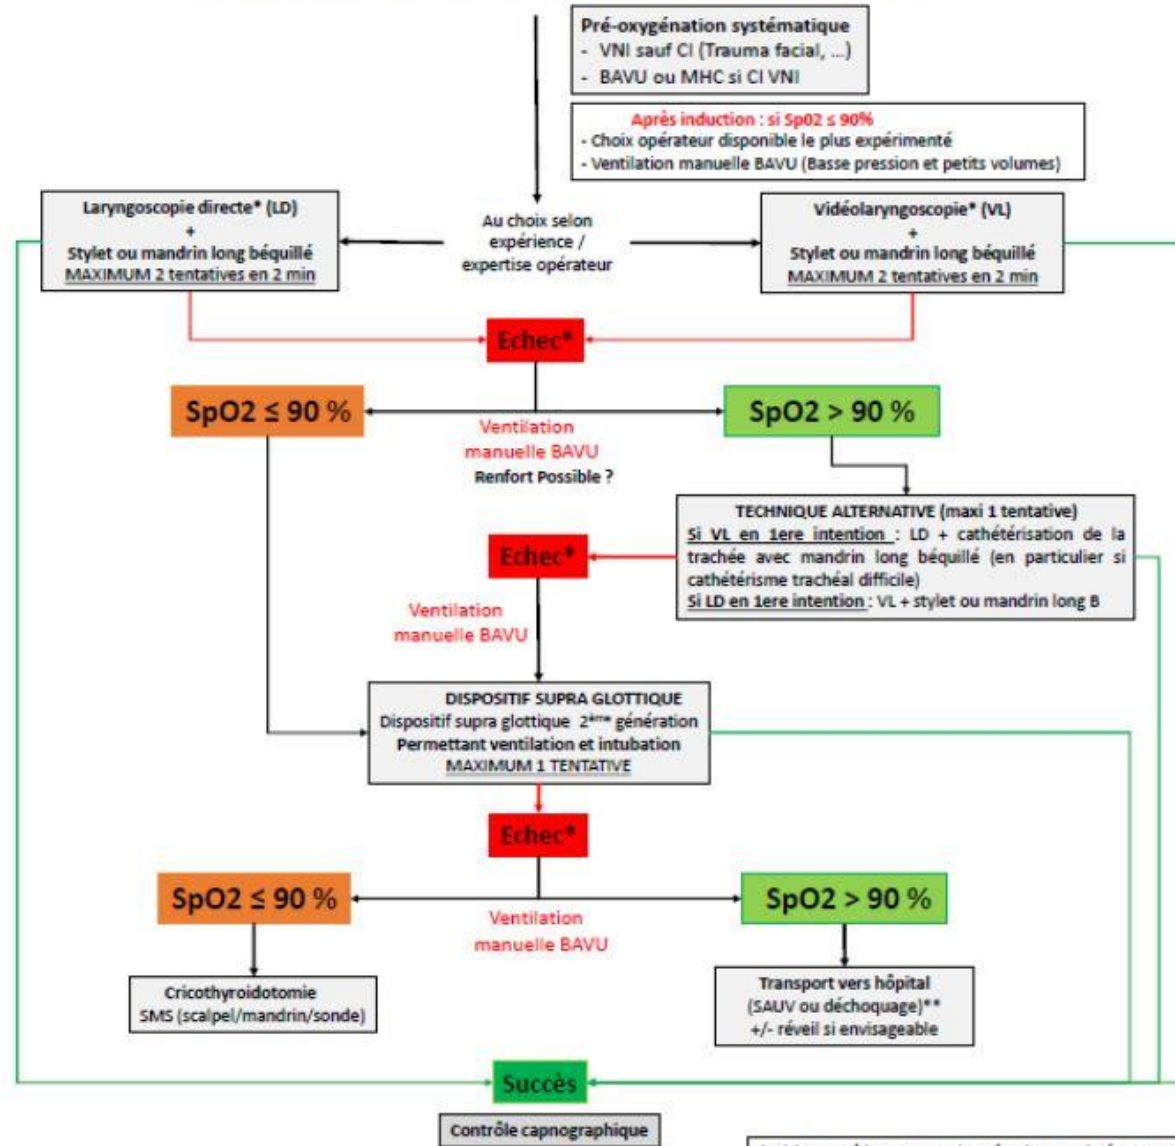 Pré-oxygénation systématique
- VNI sauf CI (Trauma facial, ...)
- BAVU ou MHC si CI VNI
Après induction : si Sp02 ≤ 90%
- Choix opérateur disponible le plus expérimenté
- Ventilation manuelle BAVU (Basse pression et petits volumes)
Laryngoscopie directe* (LD)
+
Stylet ou mandrin long béquillé
MAXIMUM 2 tentatives en 2 min
Au choix selon
expérience /
expertise opérateur
Vidéolaryngoscopie* (VL)
+
Stylet ou mandrin long béquillé
MAXIMUM 2 tentatives en 2 min
Echec*
SpO2 ≤ 90 %
Ventilation
manuelle BAVU
Renfort Possible ?
SpO2 > 90 %
TECHNIQUE ALTERNATIVE (maxi 1 tentative)
Si VL en 1ere intention : LD + cathétérisation de la
trachée avec mandrin long béquillé (en particulier si
cathétérisme trachéal difficile)
Si LD en 1ere intention : VL + stylet ou mandrin long B
Echec*
Ventilation
manuelle BAVU
DISPOSITIF SUPRA GLOTTIQUE
Dispositif supra glottique 2ème génération
Permettant ventilation et intubation
MAXIMUM 1 TENTATIVE
Echec*
SpO2 ≤ 90 %
Ventilation
manuelle BAVU
SpO2 > 90 %
Cricothyroidotomie
SMS (scalpel/mandrin/sonde)
Transport vers hôpital
(SAUV ou déchoquage)**
+/- réveil si envisageable
Succès
Contrôle capnographique